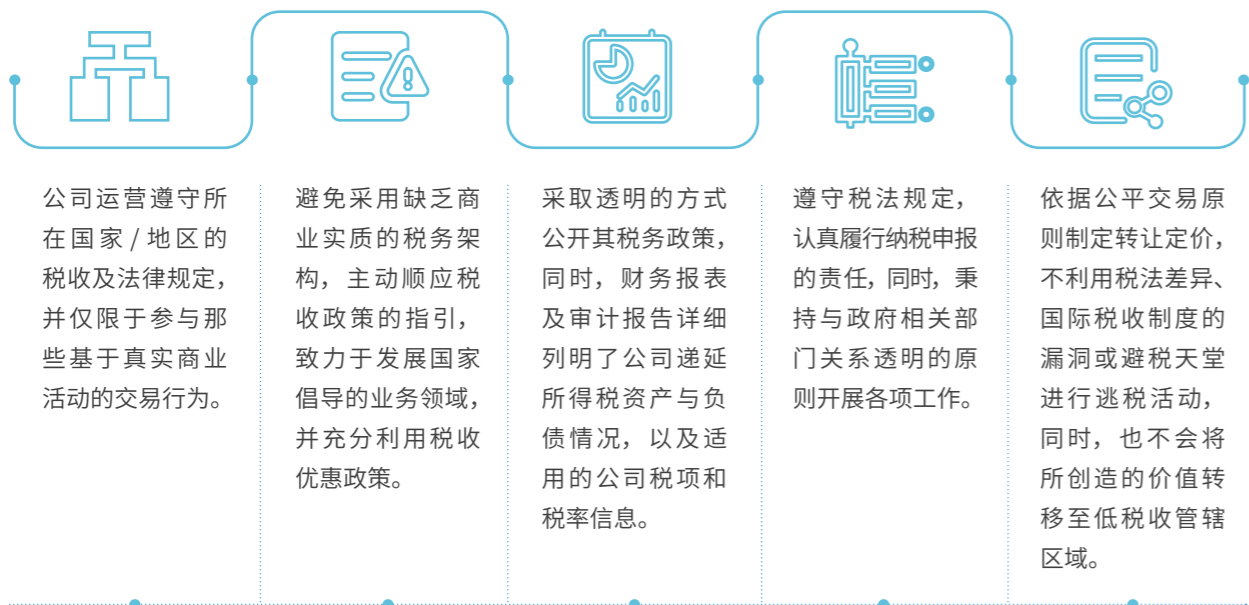 公司运营遵守所
在国家/地区的
税收及法律规定，
并仅限于参与那
些基于真实商业
活动的交易行为。
避免采用缺乏商
业实质的税务架
构，主动顺应税
收政策的指引，
致力于发展国家
倡导的业务领域，
并充分利用税收
优惠政策。
采取透明的方式
公开其税务政策，
同时，财务报表
及审计报告详细
列明了公司递延
所得税资产与负
债情况，以及适
用的公司税项和
税率信息。
遵守税法规定，
认真履行纳税申报
的责任，同时，秉
持与政府相关部
门关系透明的原
则开展各项工作。
依据公平交易原
则制定转让定价，
不利用税法差异、
国际税收制度的
漏洞或避税天堂
进行逃税活动，
同时，也不会将
所创造的价值转
移至低税收管辖
区域。